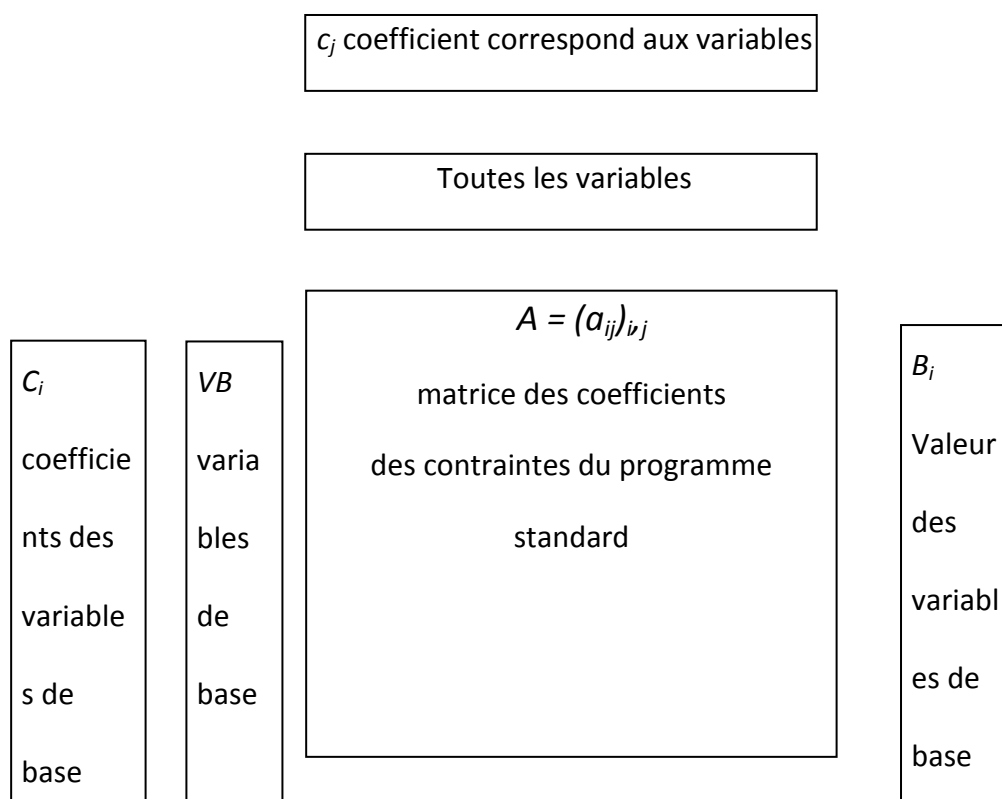 cj coefficient correspond aux variables
Toutes les variables
A = (aij)i,j
matrice des coefficients
des contraintes du programme
standard
Ci
coefficie
nts des
variable
s de
base
VB
varia
bles
de
base
Bi
Valeur
des
variabl
es de
base